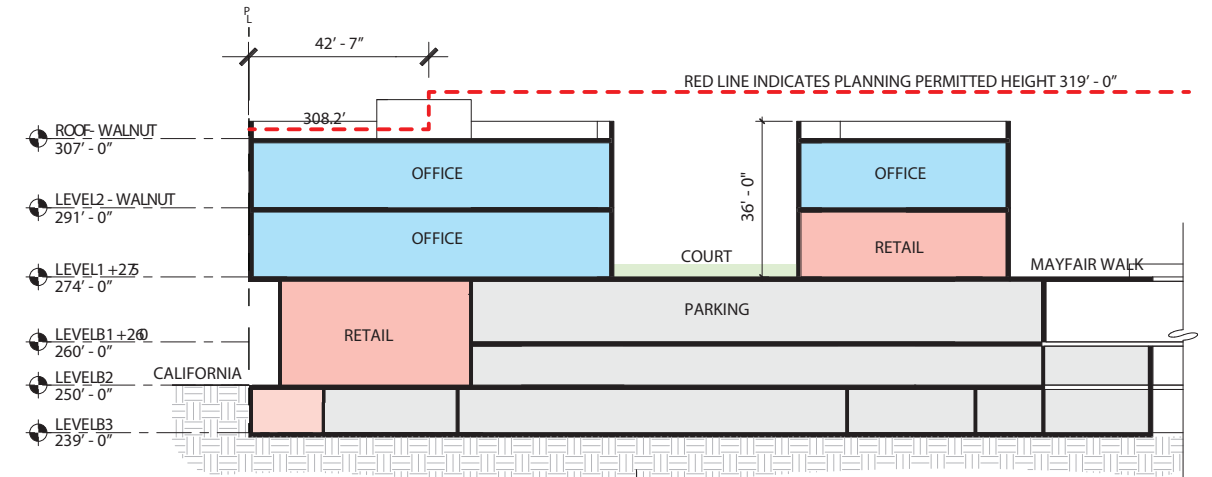 PL
42' - 7"
RED LINE INDICATES PLANNING PERMITTED HEIGHT 319' - 0"
308.2'
ROOF- WALNUT
307' - 0"
OFFICE
OFFICE
36' - 0"
LEVEL2 - WALNUT
291' - 0"
OFFICE
RETAIL
COURT
MAYFAIR WALK
LEVEL1 +275
274' - 0"
PARKING
RETAIL
LEVELB1 +260
260' - 0"
CALIFORNIA
LEVELB2
250' - 0"
LEVELB3
239' - 0"